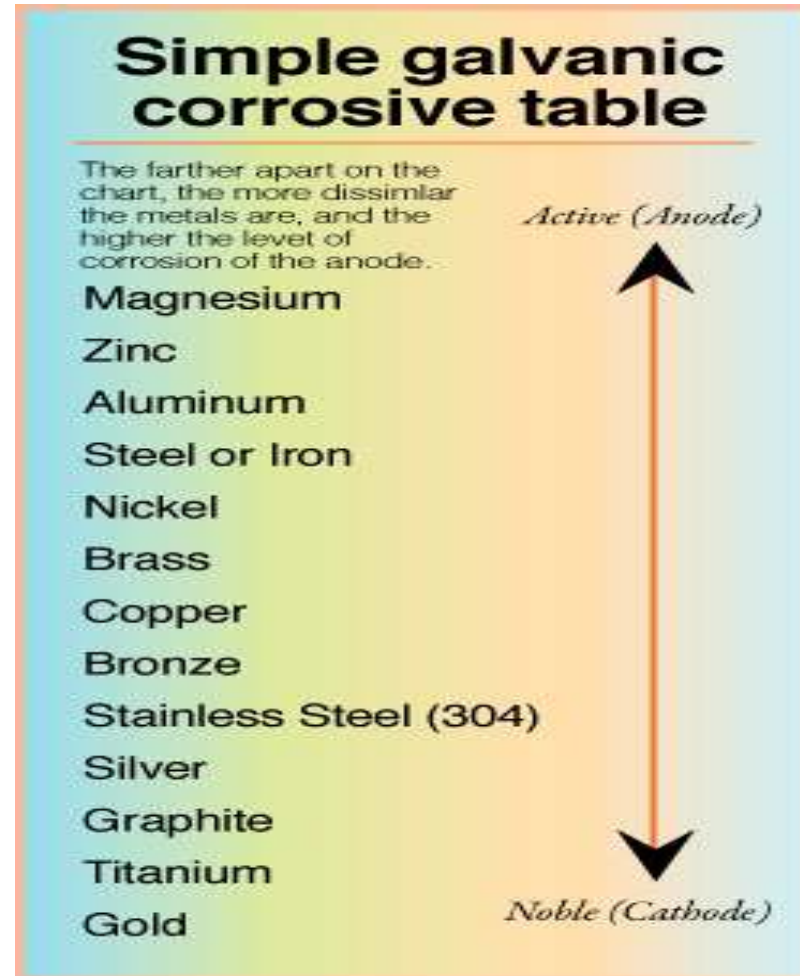 Simple galvanic
corrosive table
The farther apart on the
chart, the more dissimlar
the metals are, and the
higher the levet of
corrosion of the anode.
Active (Anode)
Magnesium
Zinc
Aluminum
Steel or Iron
Nickel
Brass
Copper
Bronze
Stainless Steel (304)
Silver
Graphite
Titanium
Gold
Noble (Cathode)